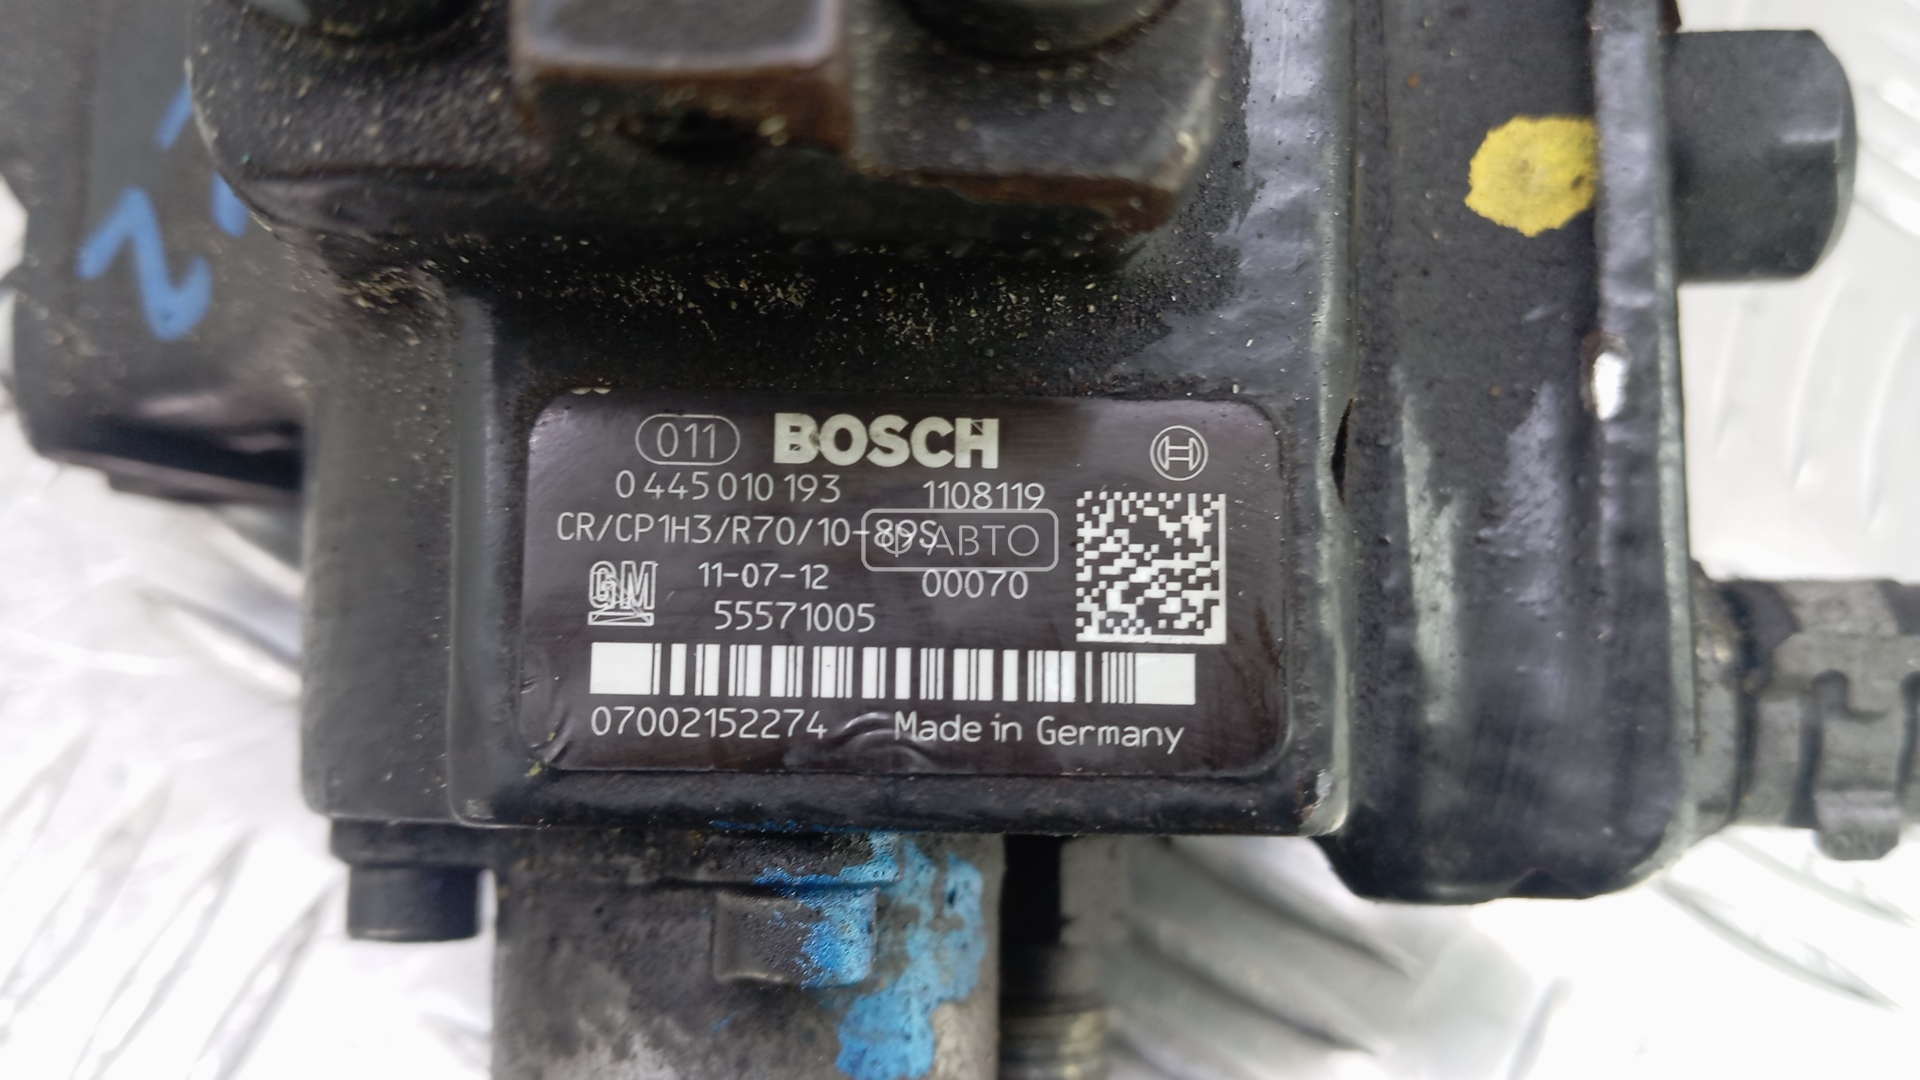 011 BOSCH
0 445 010 193 1108119
CR/CP1H3/R70/10-89S
ФАВТО
GM 11-07-12 00070
55571005
07002152274 Made in Germany